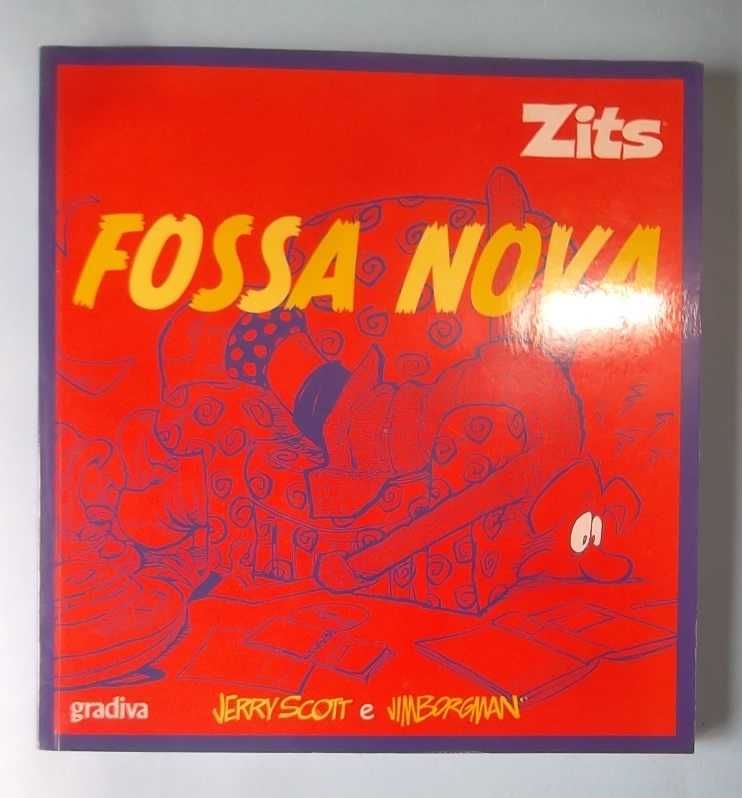 Zits
FOSSA NOVA
gradiva
JERRY SCOTT e JIM BORGMAN